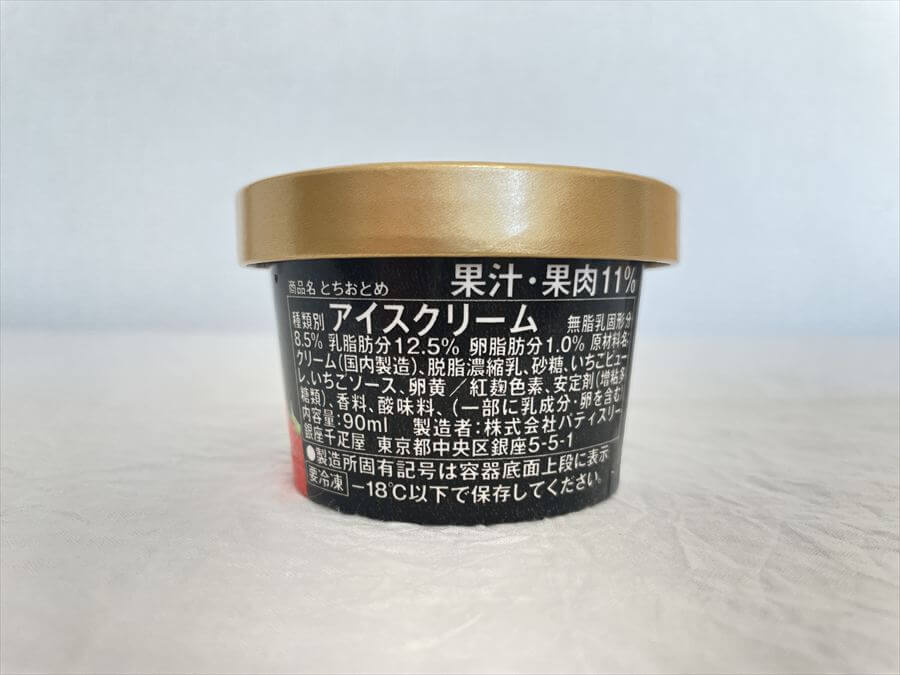 商品名 とちおとめ 果汁・果肉11%
種類別 アイスクリーム 無脂乳固形分
8.5% 乳脂肪分12.5% 卵脂肪分1.0% 原材料名:
クリーム(国内製造)、脱脂濃縮乳、砂糖、いちごピュー
レ、いちごソース、卵黄/紅麹色素、安定剤(増粘多
糖類)、香料、酸味料、(一部に乳成分・卵を含む)
内容量:90ml 製造者:株式会社パティスリー
銀座千疋屋 東京都中央区銀座5-5-1
●製造所固有記号は容器底面上段に表示
要冷凍 -18℃以下で保存してください。